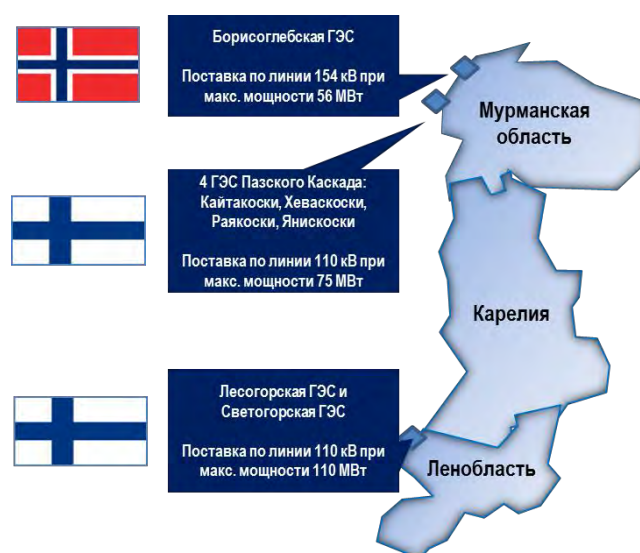 Борисоглебская ГЭС
Поставка по линии 154 кВ при
макс. мощности 56 МВт
Мурманская
область
4 ГЭС Пазского Каскада:
Кайтакоски, Хеваскоски,
Раякоски, Янискоски
Поставка по линии 110 кВ при
макс. мощности 75 МВт
Карелия
Лесогорская ГЭС и
Светогорская ГЭС
Поставка по линии 110 кВ при
макс. мощности 110 МВт
Ленобласть